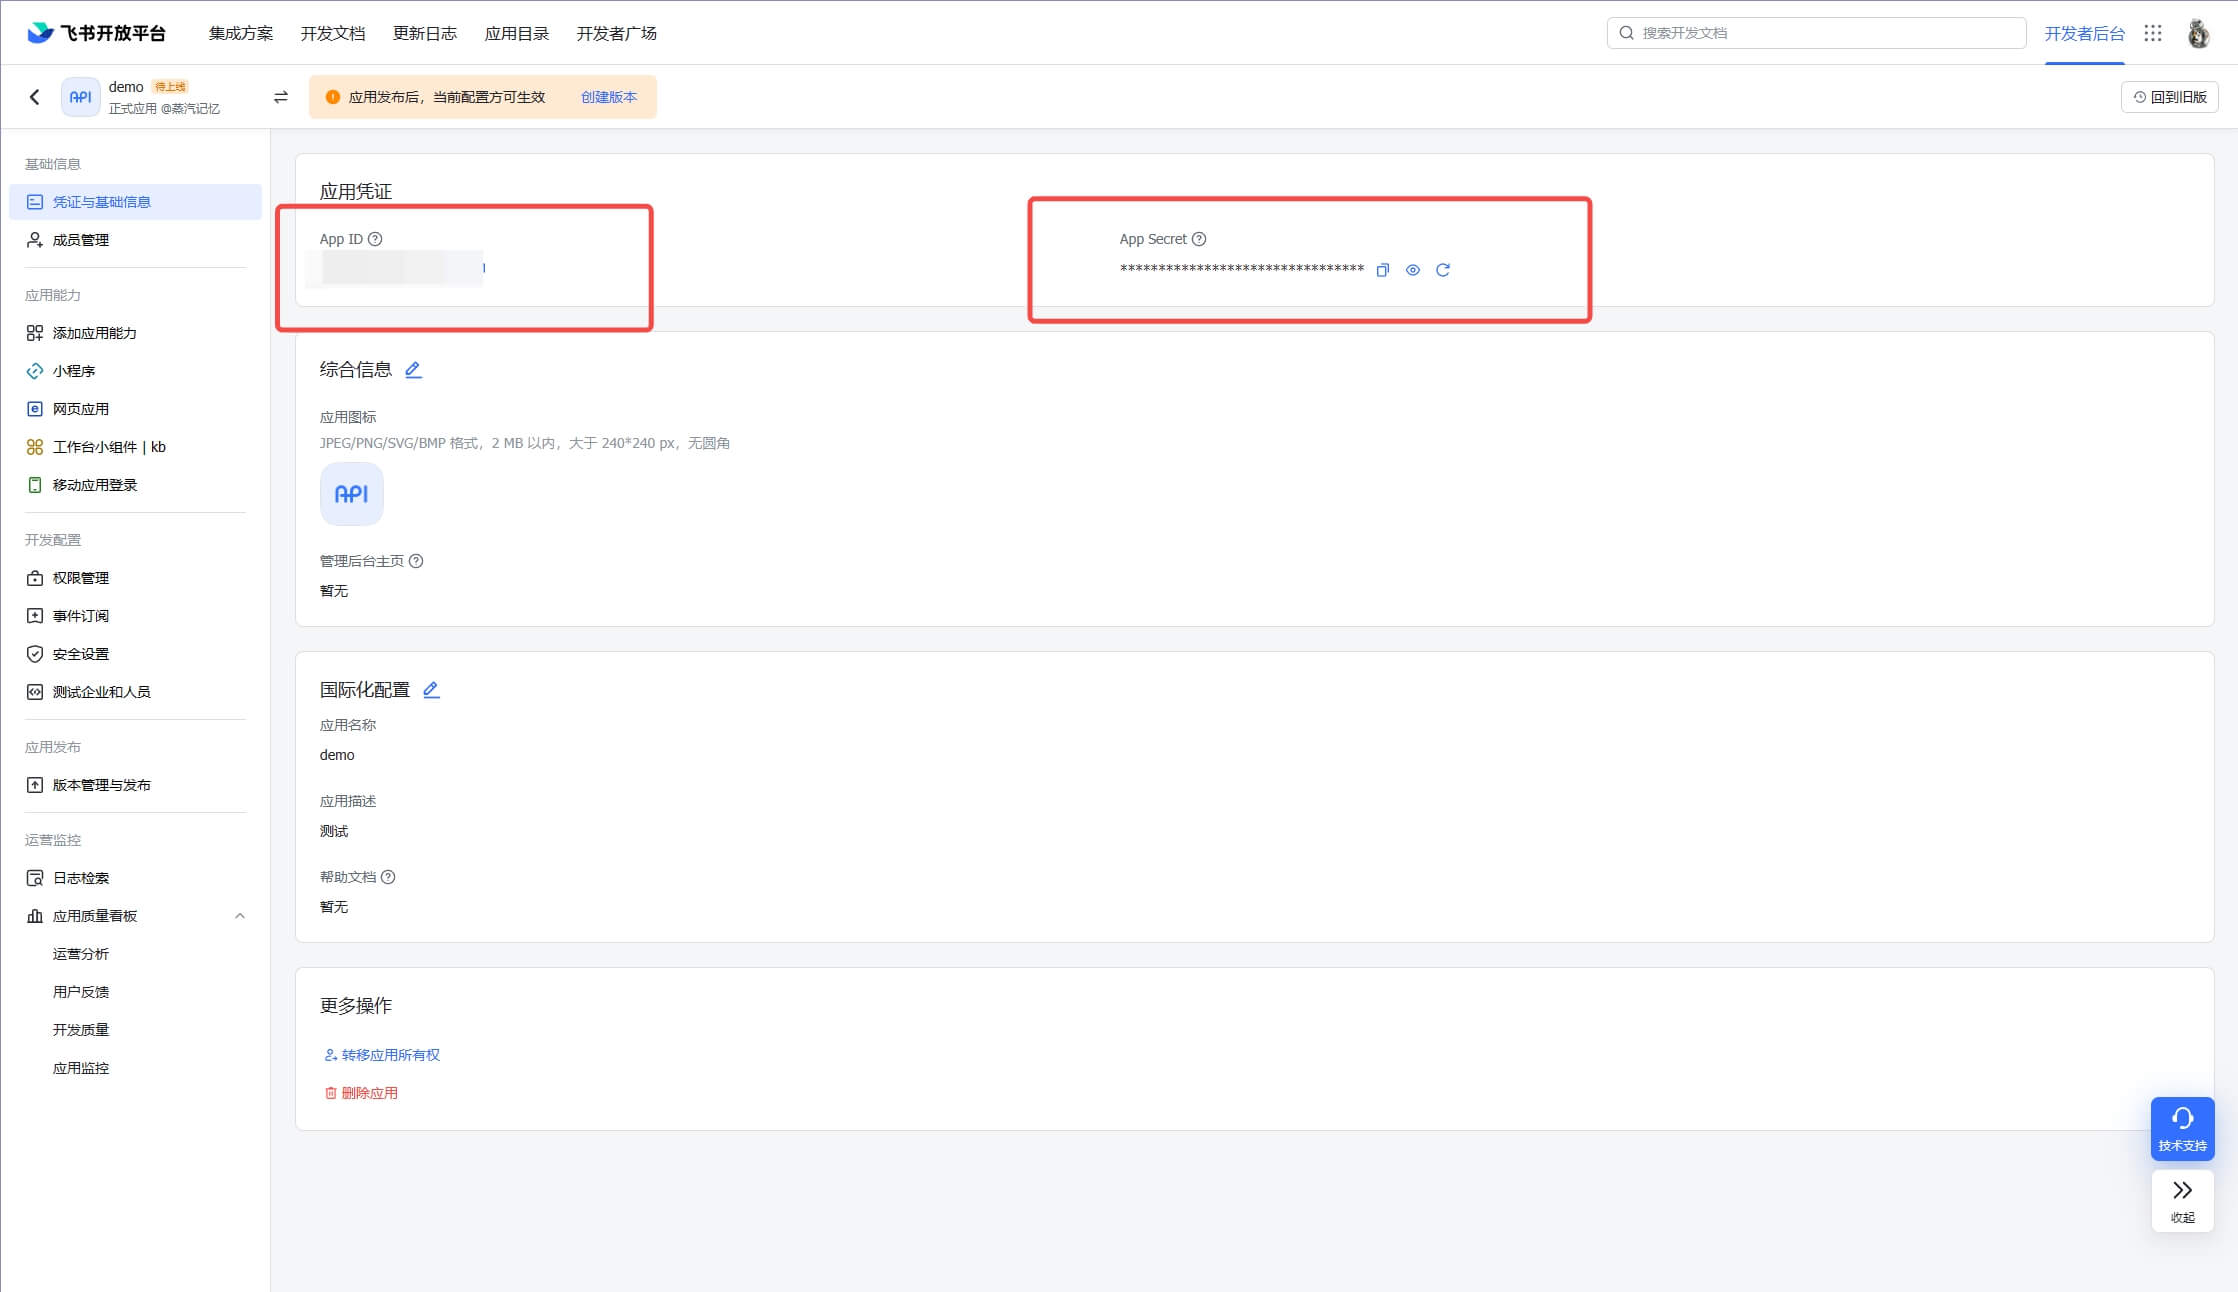 飞书开放平台
集成方案
开发文档
更新日志
应用目录
开发者广场
搜索开发文档
开发者后台
API
demo 待上线
正式应用 @蒸汽记忆
应用发布后，当前配置方可生效
创建版本
回到旧版
基础信息
凭证与基础信息
成员管理
应用能力
添加应用能力
小程序
网页应用
工作台小组件 | kb
移动应用登录
开发配置
权限管理
事件订阅
安全设置
测试企业和人员
应用发布
版本管理与发布
运营监控
日志检索
应用质量看板
运营分析
用户反馈
开发质量
应用监控
应用凭证
App ID
App Secret
********************************
综合信息
应用图标
JPEG/PNG/SVG/BMP 格式，2 MB 以内，大于 240*240 px，无圆角
API
管理后台主页
暂无
国际化配置
应用名称
demo
应用描述
测试
帮助文档
暂无
更多操作
转移应用所有权
删除应用
技术支持
收起